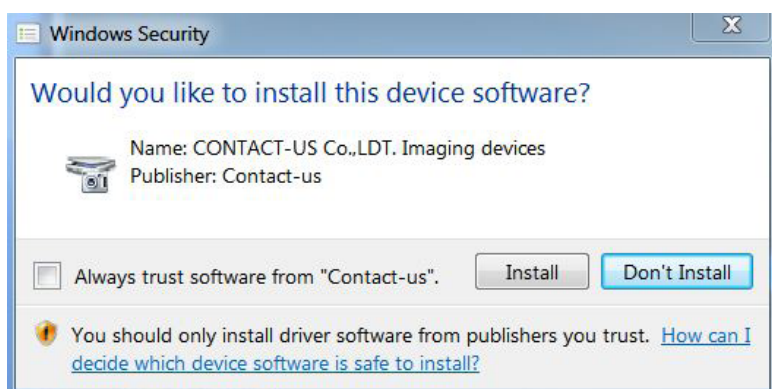 Windows Security
Would you like to install this device software?
Name: CONTACT-US Co.,LDT. Imaging devices
Publisher: Contact-us
Always trust software from "Contact-us".
Install
Don't Install
You should only install driver software from publishers you trust. How can I
decide which device software is safe to install?